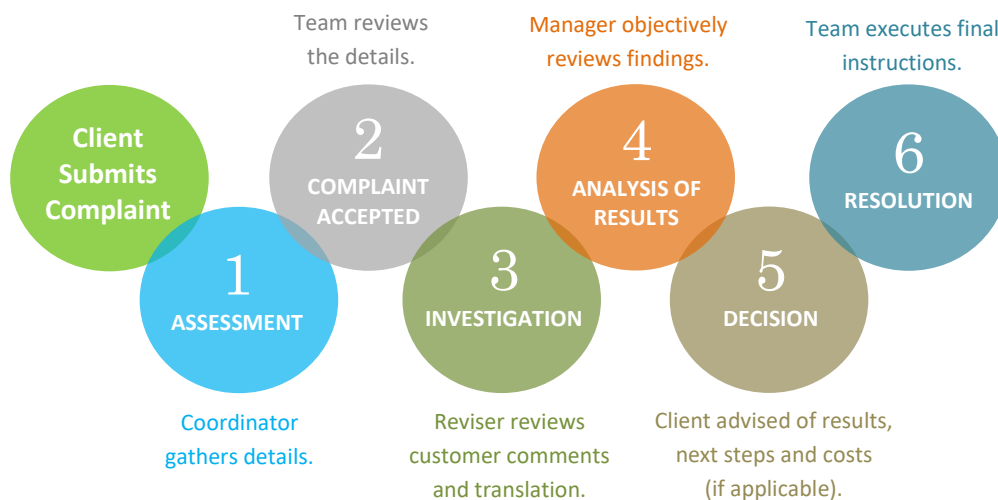 Client
Submits
Complaint
1
ASSESSMENT
Coordinator
gathers details.
Team reviews
the details.
2
COMPLAINT
ACCEPTED
3
INVESTIGATION
Reviser reviews
customer comments
and translation.
Manager objectively
reviews findings.
4
ANALYSIS OF
RESULTS
5
DECISION
Client advised of results,
next steps and costs
(if applicable).
Team executes final
instructions.
6
RESOLUTION